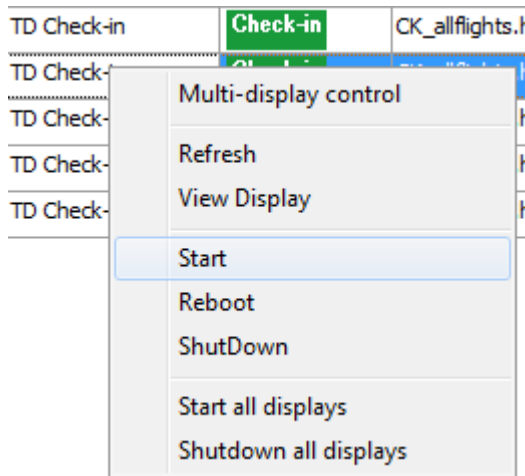 TD Check-in Check-in CK_allflights.h
TD Check-
Multi-display control
TD Check-
Refresh
TD Check-
View Display
TD Check-
Start
Reboot
ShutDown
Start all displays
Shutdown all displays